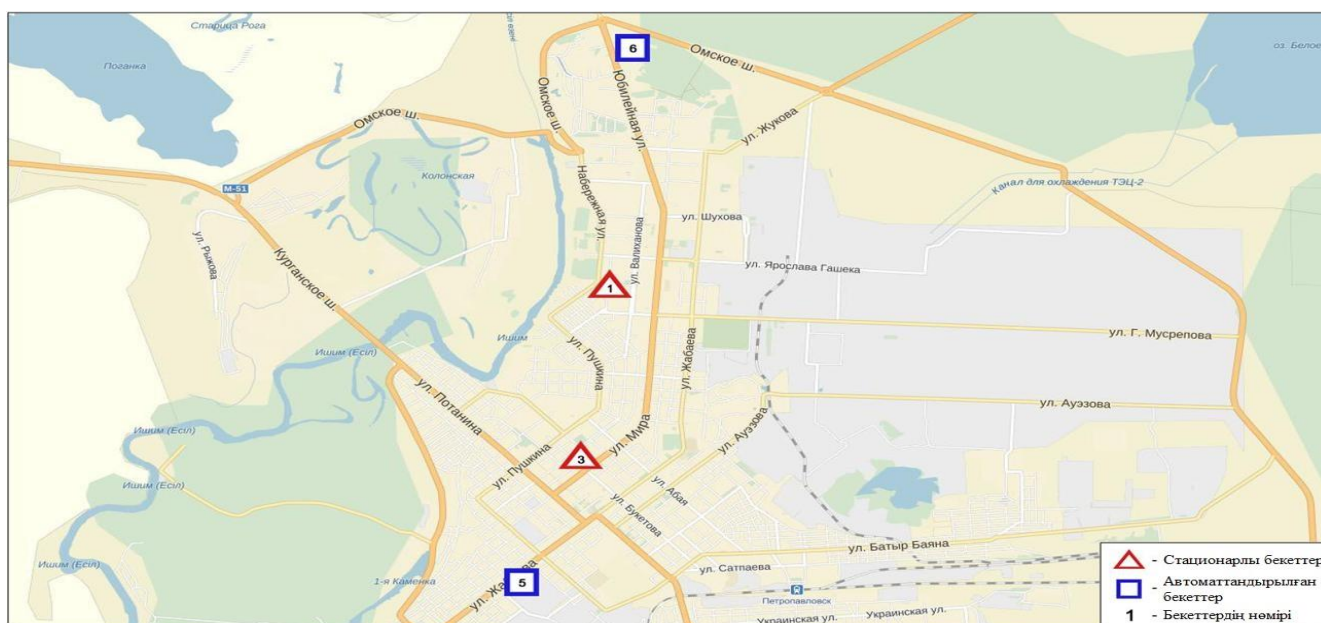 Старица Рога
Поганка
6
Омское ш.
оз. Белое
Омское ш.
Юбилейная ул.
ул. Жукова
Омское ш.
Колонская
М-51
Набережная ул.
Канал для охлаждения ТЭЦ-2
ул. Рыжова
ул. Шухова
ул. Валиханова
Курганское ш.
ул. Ярослава Гашека
1
Ишим
ул. Г. Мусрепова
Ишим (Есіл)
ул. Пушкина
ул. Жабаева
ул. Потанина
ул. Ауэзова
Ишим (Есіл)
ул. Мира
ул. Ауэзова
ул. Пушкина
3
Ишим (Есіл)
ул. Абая
ул. Букетова
ул. Батыр Баяна
Ишим (Есіл)
1-я Каменка
5
ул. Сатпаева
Петропавловск
Украинская ул.
Украинская ул.
- Стационарлы бекеттер
- Автоматтандырылған
бекеттер
1 - Бекеттердің нөмірі